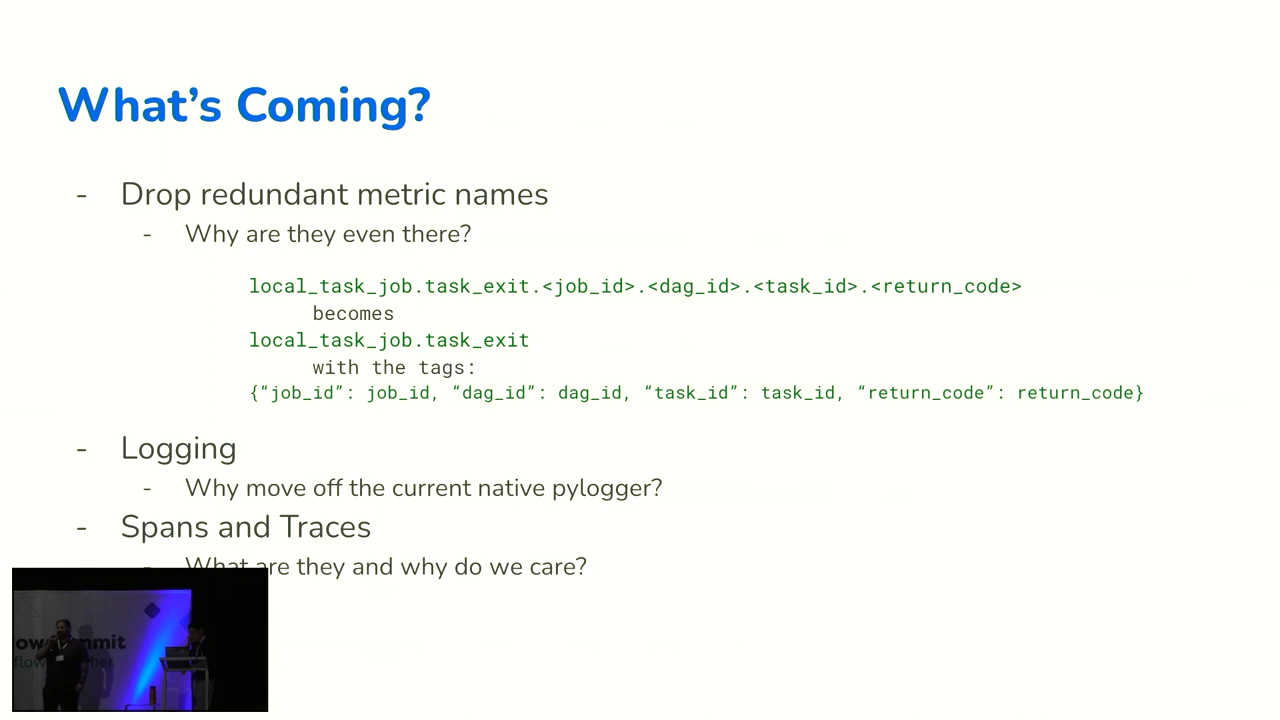 What’s Coming?
- Drop redundant metric names
- Why are they even there?
local_task_job.task_exit.<job_id>.<dag_id>.<task_id>.<return_code>
becomes
local_task_job.task_exit
with the tags:
{“job_id”: job_id, “dag_id”: dag_id, “task_id”: task_id, “return_code”: return_code}
- Logging
- Why move off the current native pylogger?
- Spans and Traces
- What are they and why do we care?